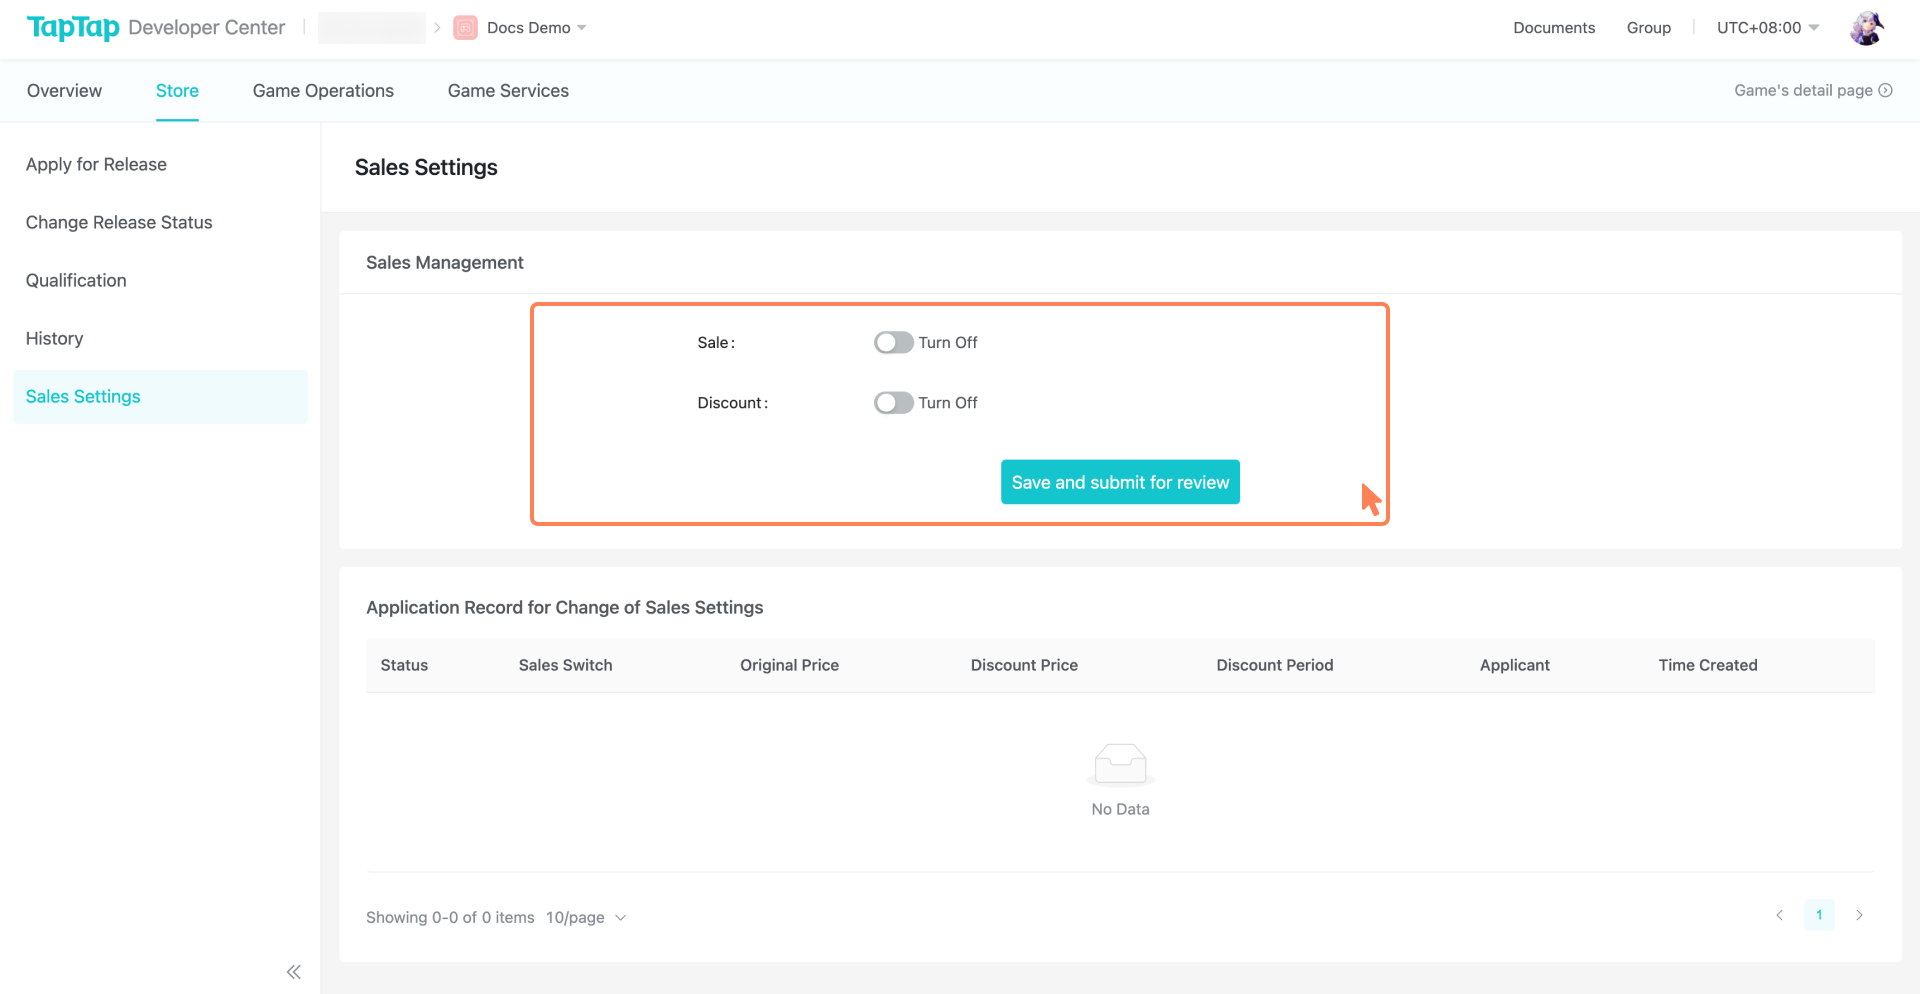 TapTap Developer Center
Docs Demo
Documents
Group
UTC+08:00
Overview
Store
Game Operations
Game Services
Game's detail page
Apply for Release
Change Release Status
Qualification
History
Sales Settings
Sales Settings
Sales Management
Sale: Turn Off
Discount: Turn Off
Save and submit for review
Application Record for Change of Sales Settings
Status Sales Switch Original Price Discount Price Discount Period Applicant Time Created
No Data
Showing 0-0 of 0 items 10/page
1